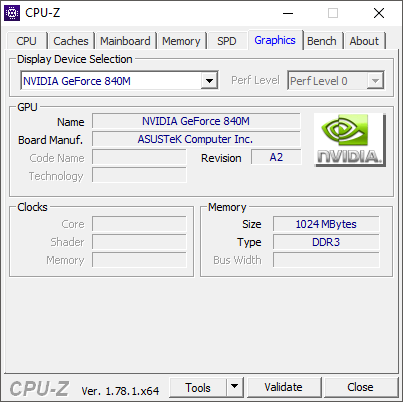 CPU-Z
CPU Caches Mainboard Memory SPD Graphics Bench About
Display Device Selection
NVIDIA GeForce 840M Perf Level Perf Level 0
GPU
Name NVIDIA GeForce 840M
Board Manuf. ASUSTeK Computer Inc.
Code Name Revision A2
Technology
NVIDIA.
Clocks
Core
Shader
Memory
Memory
Size 1024 MBytes
Type DDR3
Bus Width
CPU-Z Ver. 1.78.1.x64 Tools Validate Close